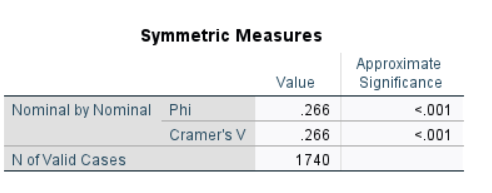 Symmetric Measures
Value Approximate Significance
Nominal by Nominal Phi .266 <.001
Cramer's V .266 <.001
N of Valid Cases 1740